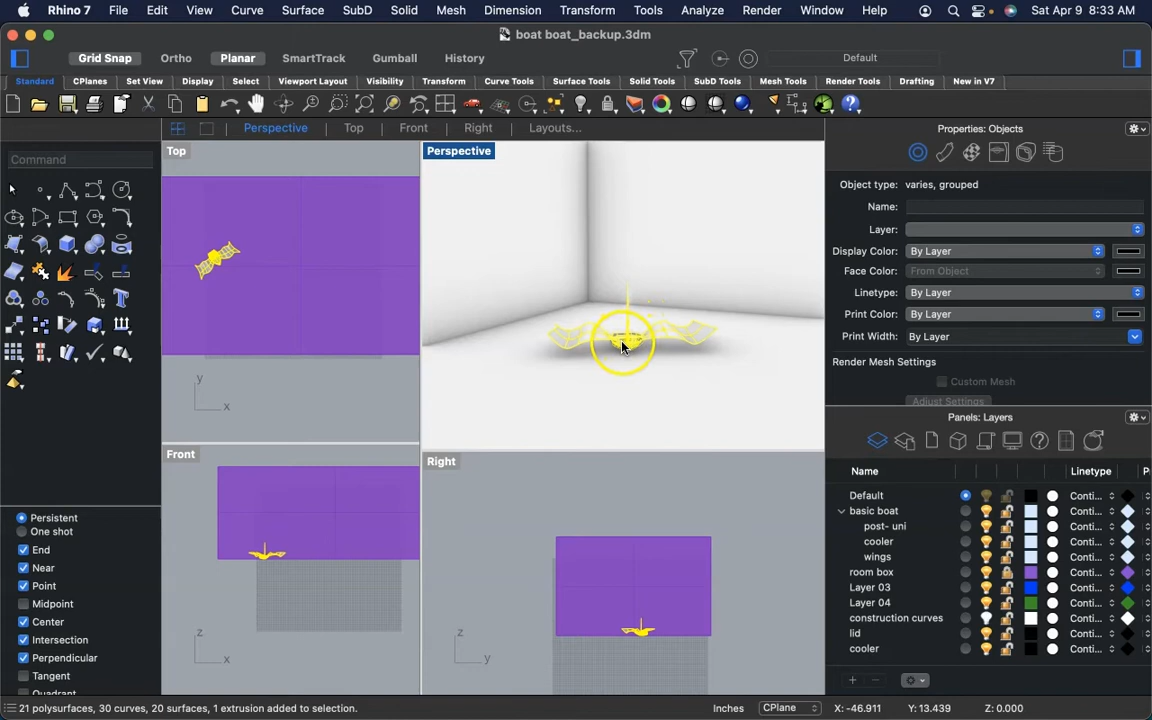 Rhino 7 File Edit View Curve Surface SubD Solid Mesh Dimension Transform Tools Analyze Render Window Help Sat Apr 9 8:33 AM
boat boat_backup.3dm
Grid Snap Ortho Planar SmartTrack Gumball History Default
Standard CPlanes Set View Display Select Viewport Layout Visibility Transform Curve Tools Surface Tools Solid Tools SubD Tools Mesh Tools Render Tools Drafting New in V7
Perspective Top Front Right Layouts...
Properties: Objects
Command
Top
Perspective
Object type: varies, grouped
Name:
Layer:
Display Color: By Layer
Face Color: From Object
Linetype: By Layer
Print Color: By Layer
Print Width: By Layer
Render Mesh Settings
Custom Mesh
Adjust Settings
y
x
Front
Right
z
x
z
y
Panels: Layers
Name Linetype P
Default Conti...
basic boat Conti...
post- uni Conti...
cooler Conti...
wings Conti...
room box Conti...
Layer 03 Conti...
Layer 04 Conti...
construction curves Conti...
lid Conti...
cooler Conti...
Persistent
One shot
End
Near
Point
Midpoint
Center
Intersection
Perpendicular
Tangent
Quadrant
21 polysurfaces, 30 curves, 20 surfaces, 1 extrusion added to selection. Inches CPlane X: -46.911 Y: 13.439 Z: 0.000